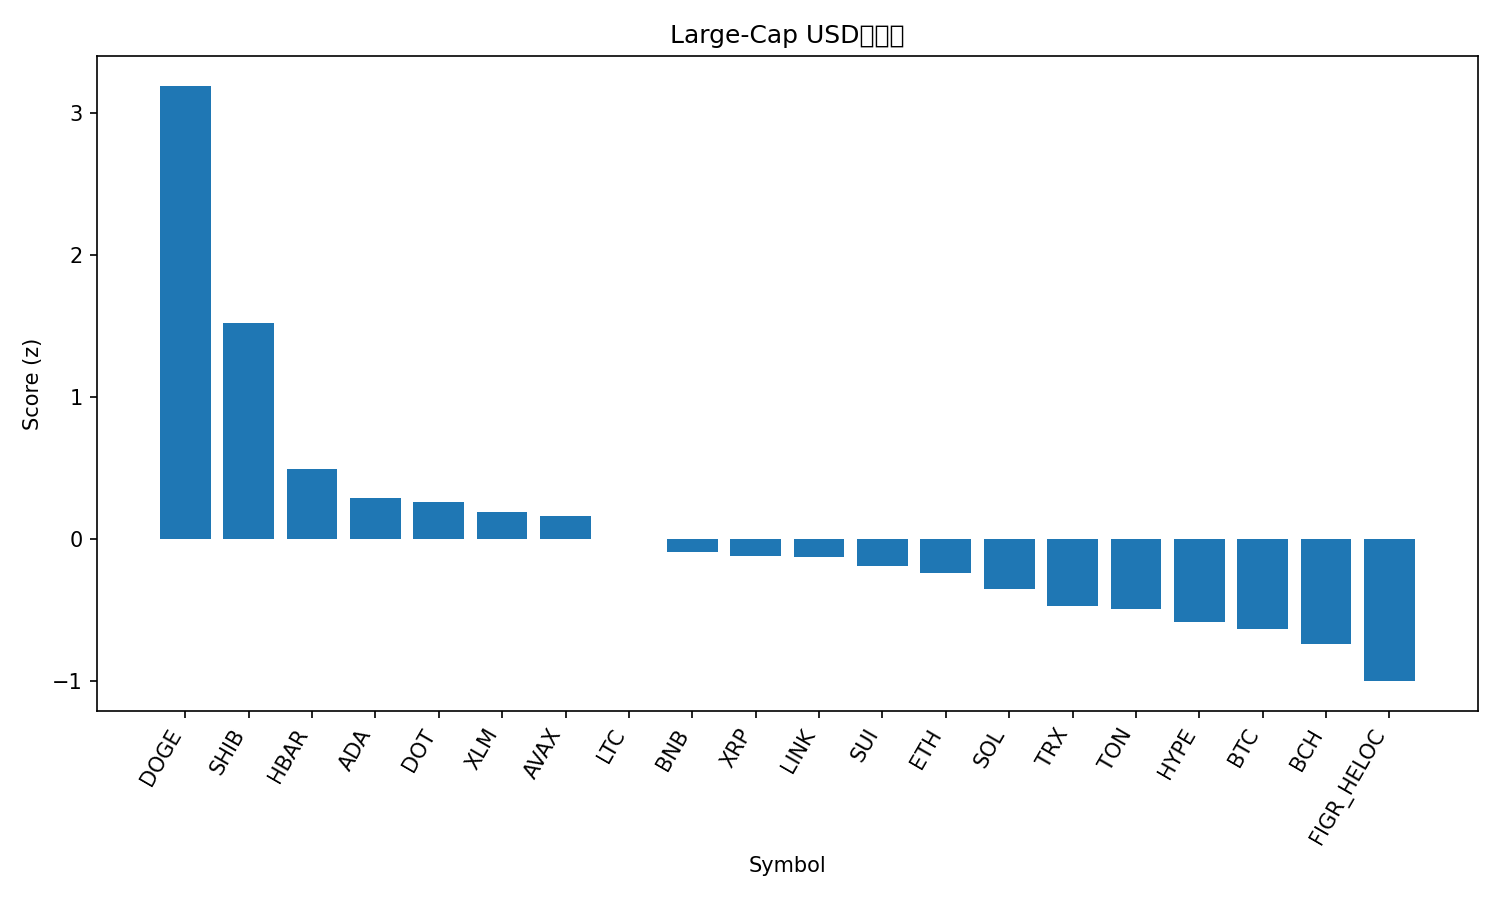 Large-Cap USD
Score (z)
3
2
1
0
−1
DOGE
SHIB
HBAR
ADA
DOT
XLM
AVAX
LTC
BNB
XRP
LINK
SUI
ETH
SOL
TRX
TON
HYPE
BTC
BCH
FIGR_HELOC
Symbol